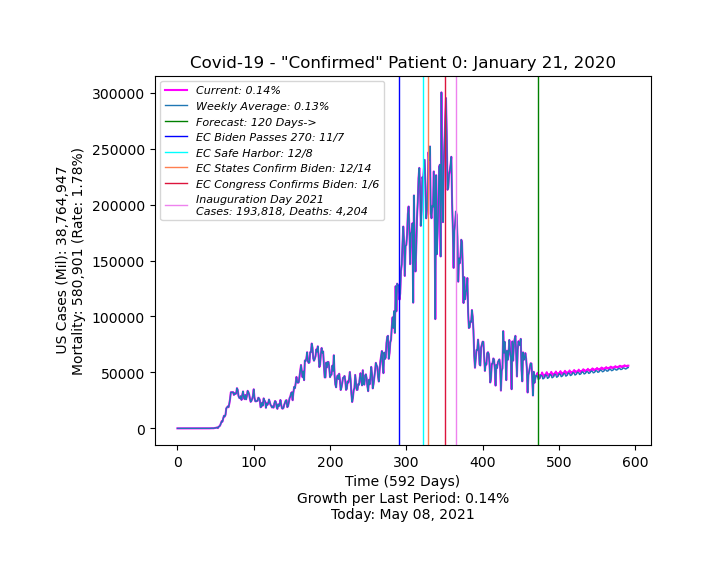 Covid-19 - "Confirmed" Patient 0: January 21, 2020
300000
250000
200000
150000
100000
50000
0
US Cases (Mil): 38,764,947
Mortality: 580,901 (Rate: 1.78%)
Current: 0.14%
Weekly Average: 0.13%
Forecast: 120 Days->
EC Biden Passes 270: 11/7
EC Safe Harbor: 12/8
EC States Confirm Biden: 12/14
EC Congress Confirms Biden: 1/6
Inauguration Day 2021
Cases: 193,818, Deaths: 4,204
0 100 200 300 400 500 600
Time (592 Days)
Growth per Last Period: 0.14%
Today: May 08, 2021